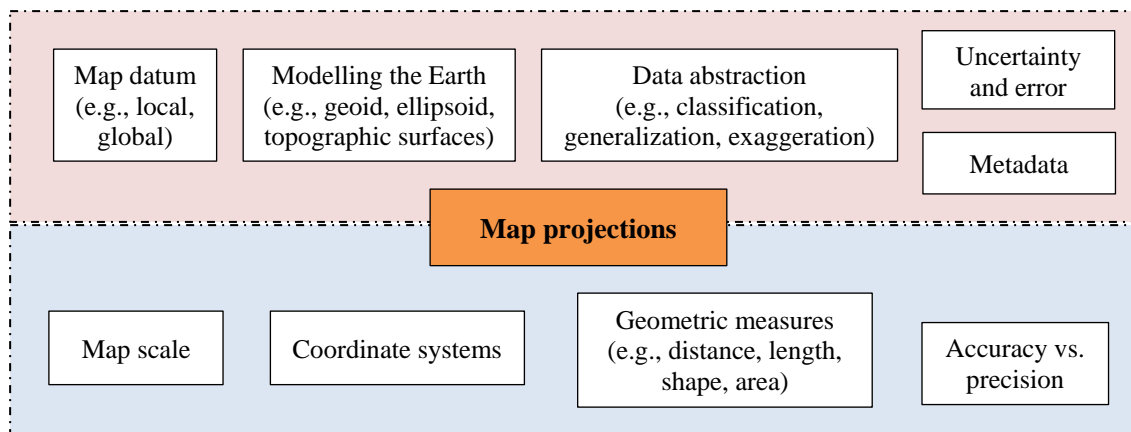 Map datum
(e.g., local,
global)
Modelling the Earth
(e.g., geoid, ellipsoid,
topographic surfaces)
Data abstraction
(e.g., classification,
generalization, exaggeration)
Uncertainty
and error
Metadata
Map projections
Map scale
Coordinate systems
Geometric measures
(e.g., distance, length,
shape, area)
Accuracy vs.
precision